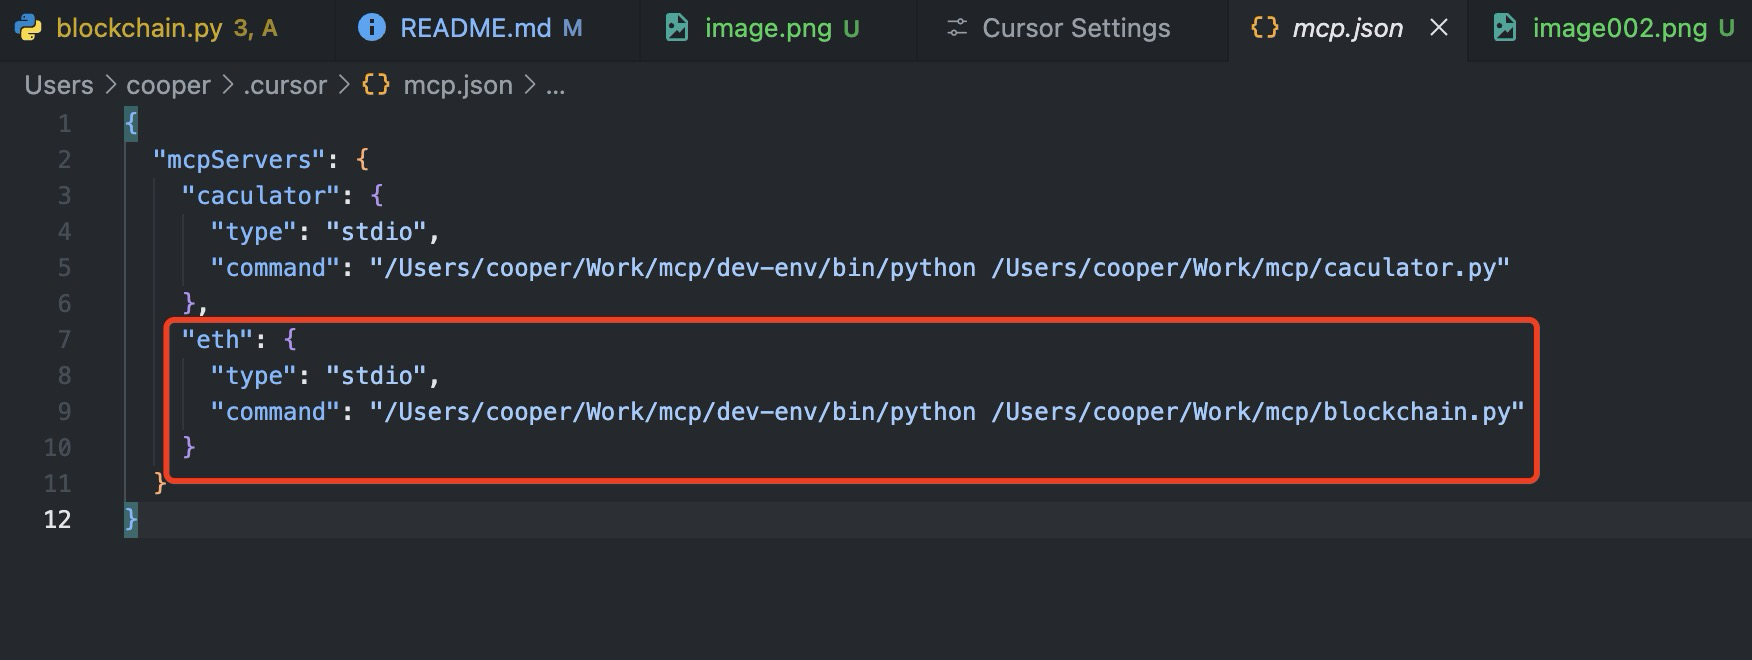 blockchain.py 3, A README.md M image.png U Cursor Settings {} mcp.json × image002.png U
Users > cooper > .cursor > {} mcp.json > ...
1 {
2 "mcpServers": {
3 "caculator": {
4 "type": "stdio",
5 "command": "/Users/cooper/Work/mcp/dev-env/bin/python /Users/cooper/Work/mcp/caculator.py"
6 },
7 "eth": {
8 "type": "stdio",
9 "command": "/Users/cooper/Work/mcp/dev-env/bin/python /Users/cooper/Work/mcp/blockchain.py"
10 }
11 }
12 }